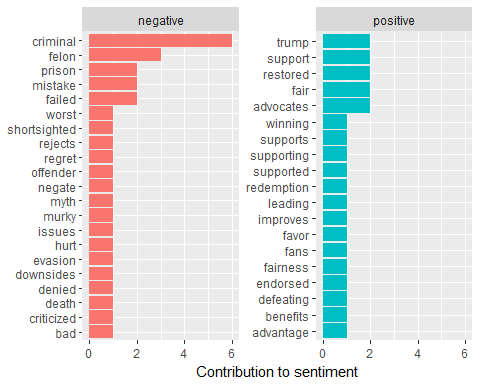 negative
criminal
felon
prison
mistake
failed
worst
shortsighted
rejects
regret
offender
negate
myth
murky
issues
hurt
evasion
downsides
denied
death
criticized
bad
0 2 4 6
positive
trump
support
restored
fair
advocates
winning
supports
supporting
supported
redemption
leading
improves
favor
fans
fairness
endorsed
defeating
benefits
advantage
0 2 4 6
Contribution to sentiment